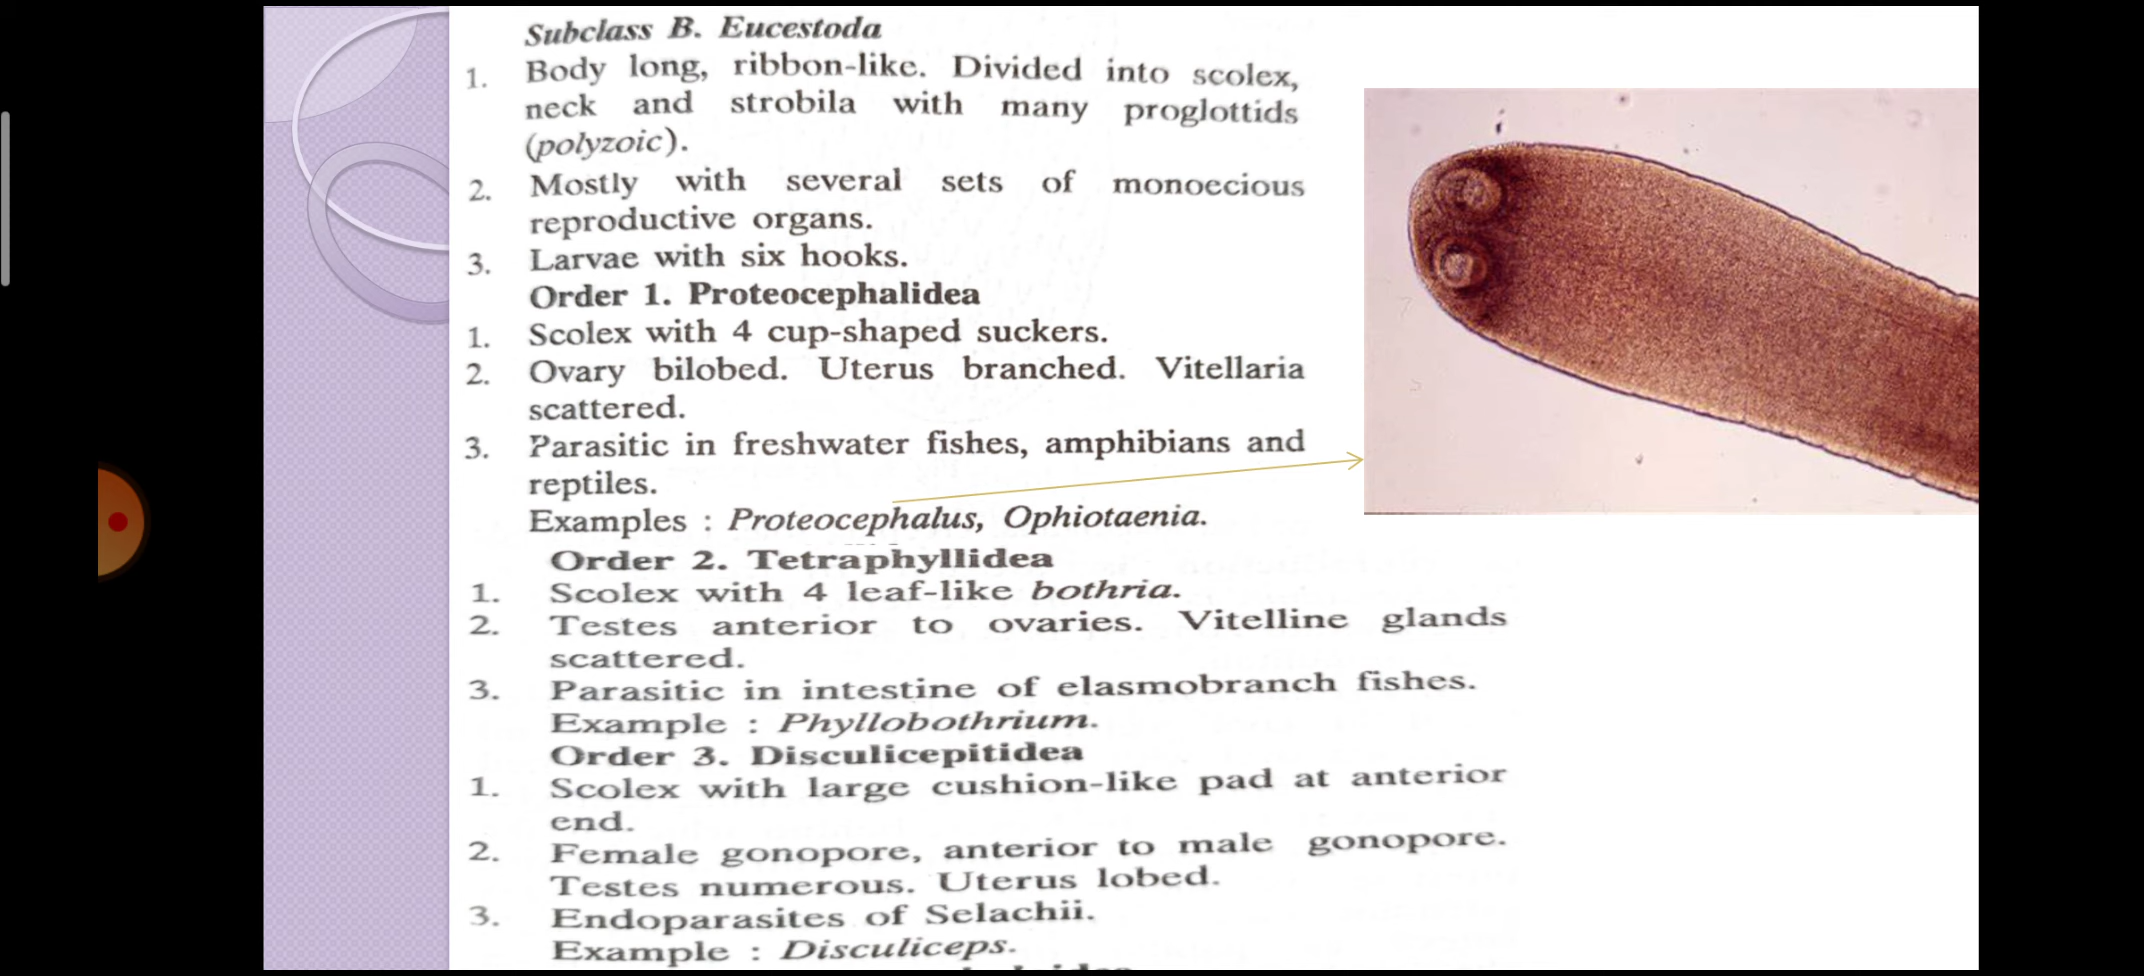 Subclass B. Eucestoda
1. Body long, ribbon-like. Divided into scolex,
neck and strobila with many proglottids
(polyzoic).
2. Mostly with several sets of monoecious
reproductive organs.
3. Larvae with six hooks.
Order 1. Proteocephalidea
1. Scolex with 4 cup-shaped suckers.
2. Ovary bilobed. Uterus branched. Vitellaria
scattered.
3. Parasitic in freshwater fishes, amphibians and
reptiles.
Examples : Proteocephalus, Ophiotaenia.
Order 2. Tetraphyllidea
1. Scolex with 4 leaf-like bothria.
2. Testes anterior to ovaries. Vitelline glands
scattered.
3. Parasitic in intestine of elasmobranch fishes.
Example : Phyllobothrium.
Order 3. Disculicepitidea
1. Scolex with large cushion-like pad at anterior
end.
2. Female gonopore, anterior to male gonopore.
Testes numerous. Uterus lobed.
3. Endoparasites of Selachii.
Example : Disculiceps.